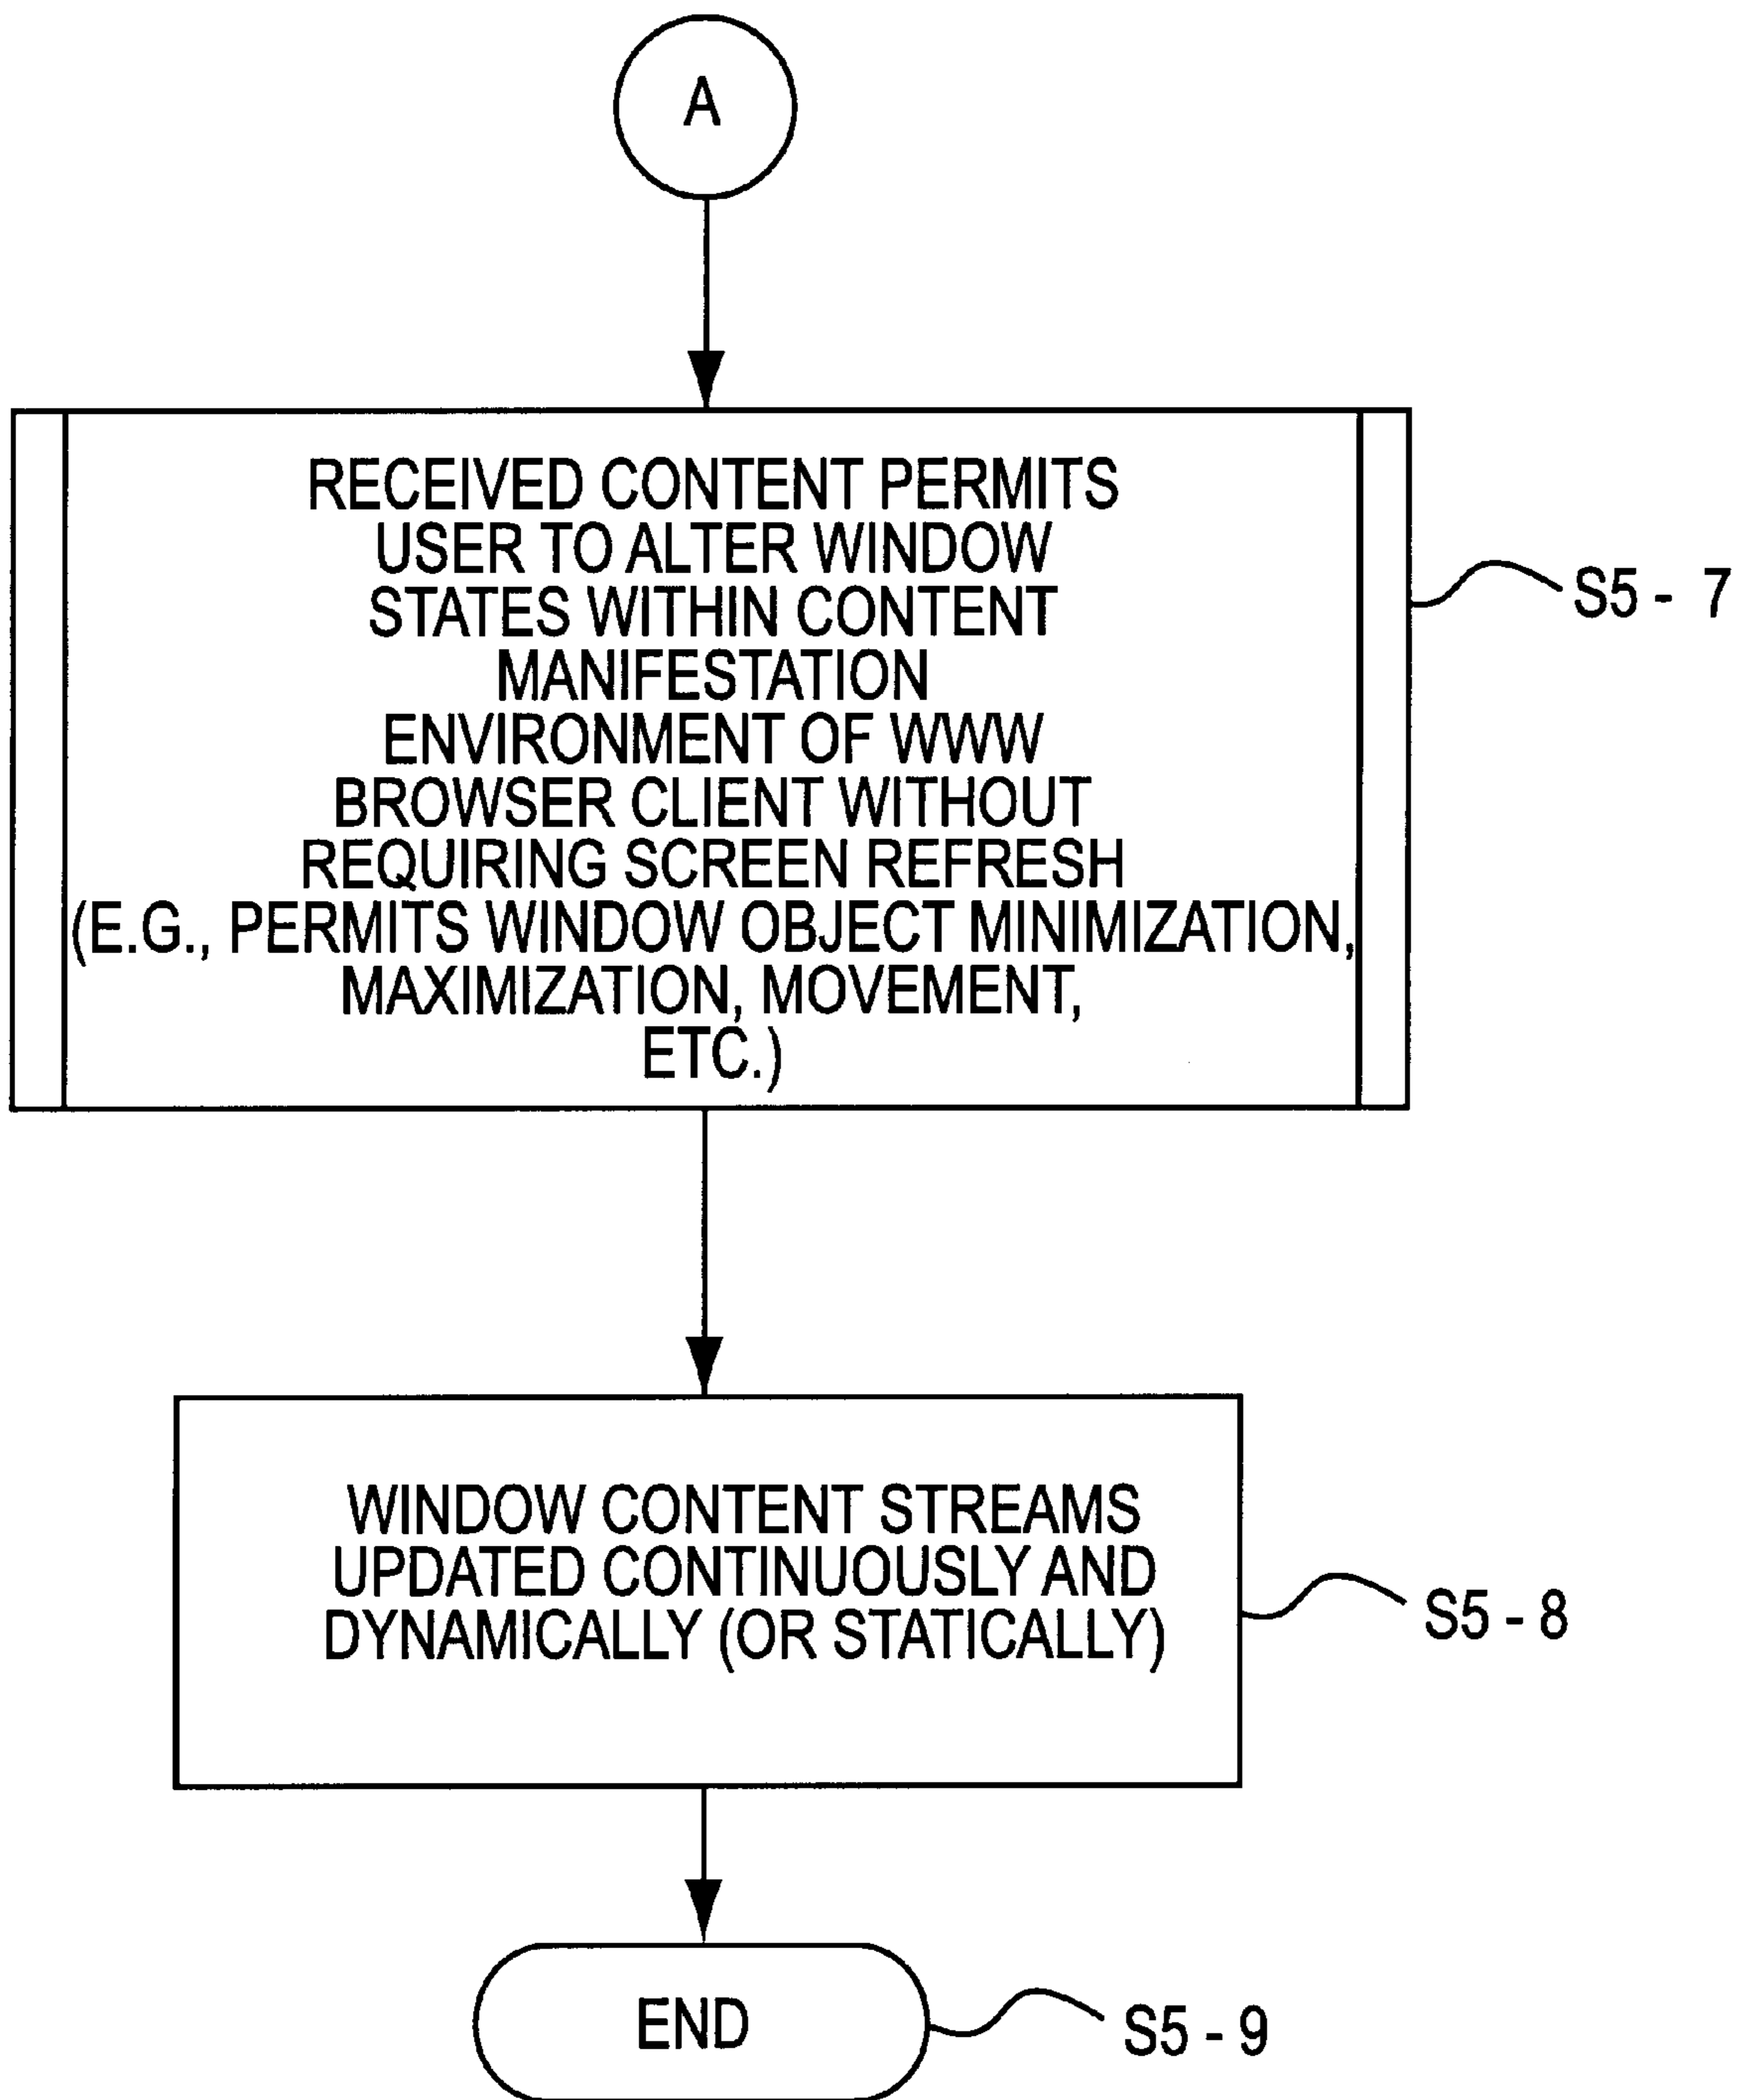 A
RECEIVED CONTENT PERMITS
USER TO ALTER WINDOW
STATES WITHIN CONTENT
MANIFESTATION
ENVIRONMENT OF WWW
BROWSER CLIENT WITHOUT
REQUIRING SCREEN REFRESH
(E.G., PERMITS WINDOW OBJECT MINIMIZATION,
MAXIMIZATION, MOVEMENT,
ETC.)
S5 - 7
WINDOW CONTENT STREAMS
UPDATED CONTINUOUSLY AND
DYNAMICALLY (OR STATICALLY)
S5 - 8
END
S5 - 9